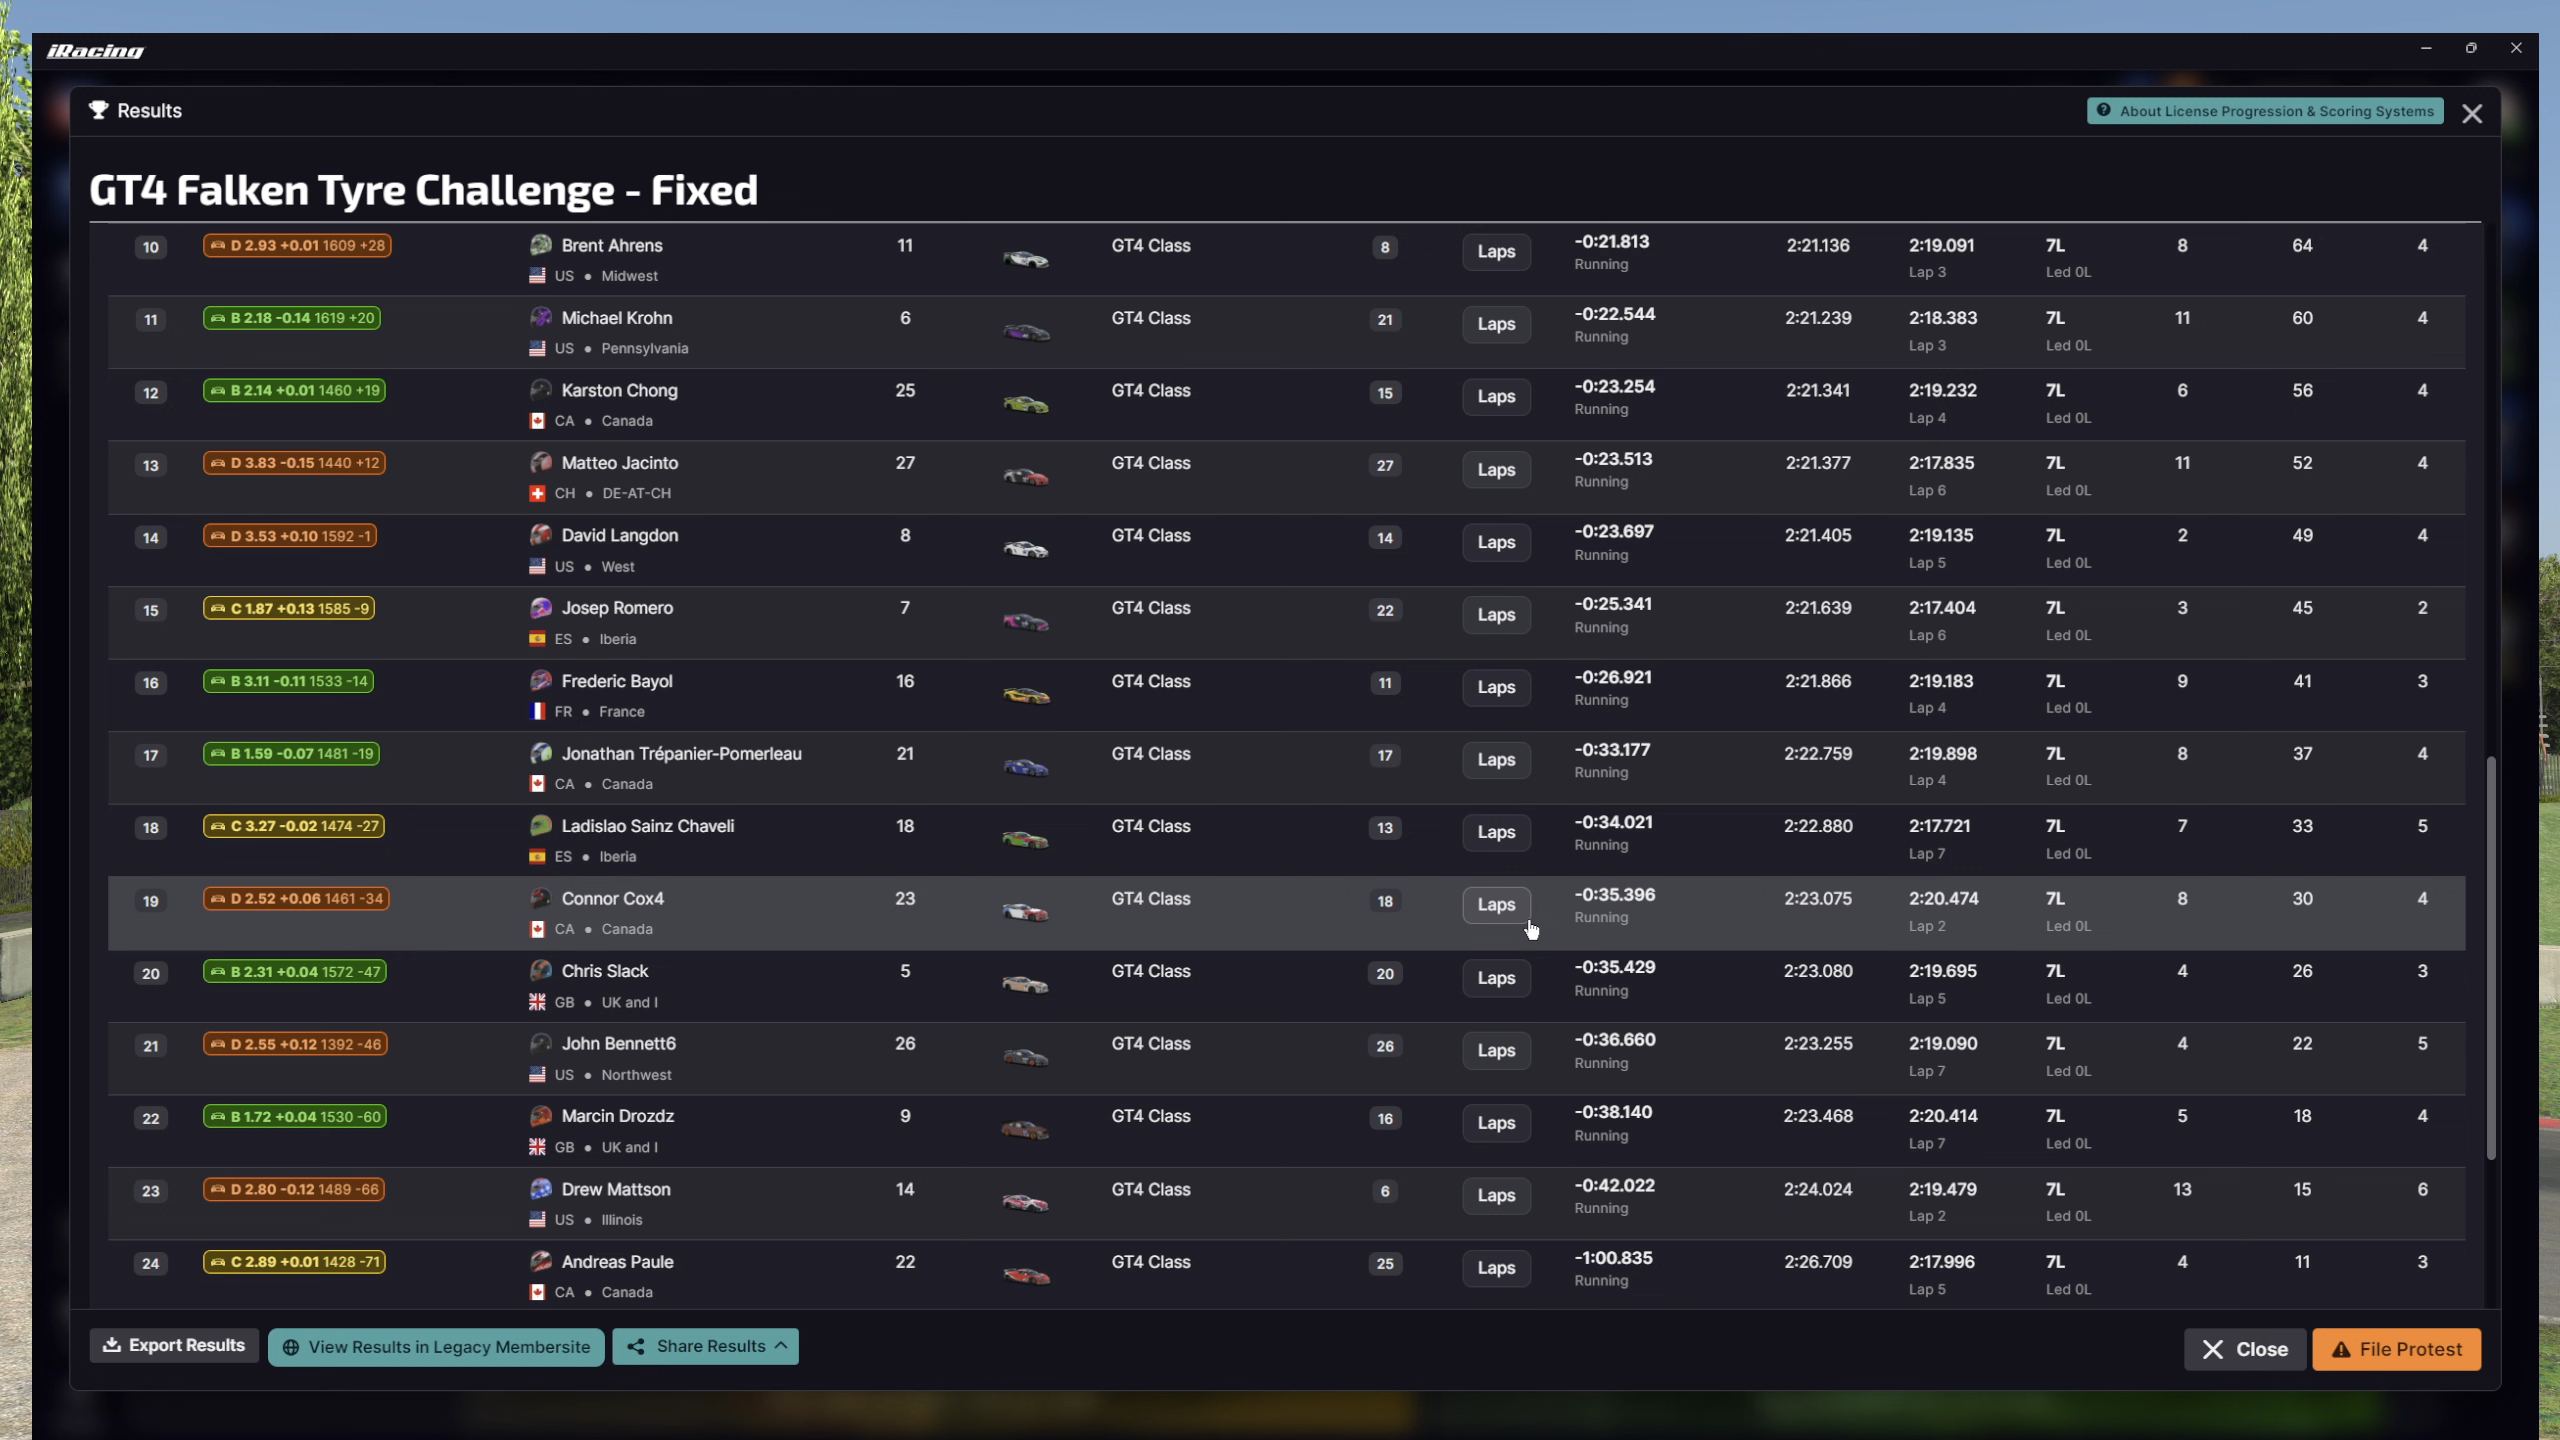 iRacing
Results
About License Progression & Scoring Systems
GT4 Falken Tyre Challenge - Fixed
10 D 2.93 +0.01 1609 +28 Brent Ahrens 11 GT4 Class 8 Laps -0:21.813 2:21.136 2:19.091 7L 8 64 4
US • Midwest Running Lap 3 Led 0L
11 B 2.18 -0.14 1619 +20 Michael Krohn 6 GT4 Class 21 Laps -0:22.544 2:21.239 2:18.383 7L 11 60 4
US • Pennsylvania Running Lap 3 Led 0L
12 B 2.14 +0.01 1460 +19 Karston Chong 25 GT4 Class 15 Laps -0:23.254 2:21.341 2:19.232 7L 6 56 4
CA • Canada Running Lap 4 Led 0L
13 D 3.83 -0.15 1440 +12 Matteo Jacinto 27 GT4 Class 27 Laps -0:23.513 2:21.377 2:17.835 7L 11 52 4
CH • DE-AT-CH Running Lap 6 Led 0L
14 D 3.53 +0.10 1592 -1 David Langdon 8 GT4 Class 14 Laps -0:23.697 2:21.405 2:19.135 7L 2 49 4
US • West Running Lap 5 Led 0L
15 C 1.87 +0.13 1585 -9 Josep Romero 7 GT4 Class 22 Laps -0:25.341 2:21.639 2:17.404 7L 3 45 2
ES • Iberia Running Lap 6 Led 0L
16 B 3.11 -0.11 1533 -14 Frederic Bayol 16 GT4 Class 11 Laps -0:26.921 2:21.866 2:19.183 7L 9 41 3
FR • France Running Lap 4 Led 0L
17 B 1.59 -0.07 1481 -19 Jonathan Trépanier-Pomerleau 21 GT4 Class 17 Laps -0:33.177 2:22.759 2:19.898 7L 8 37 4
CA • Canada Running Lap 4 Led 0L
18 C 3.27 -0.02 1474 -27 Ladislao Sainz Chaveli 18 GT4 Class 13 Laps -0:34.021 2:22.880 2:17.721 7L 7 33 5
ES • Iberia Running Lap 7 Led 0L
19 D 2.52 +0.06 1461 -34 Connor Cox4 23 GT4 Class 18 Laps -0:35.396 2:23.075 2:20.474 7L 8 30 4
CA • Canada Running Lap 2 Led 0L
20 B 2.31 +0.04 1572 -47 Chris Slack 5 GT4 Class 20 Laps -0:35.429 2:23.080 2:19.695 7L 4 26 3
GB • UK and I Running Lap 5 Led 0L
21 D 2.55 +0.12 1392 -46 John Bennett6 26 GT4 Class 26 Laps -0:36.660 2:23.255 2:19.090 7L 4 22 5
US • Northwest Running Lap 7 Led 0L
22 B 1.72 +0.04 1530 -60 Marcin Drozdz 9 GT4 Class 16 Laps -0:38.140 2:23.468 2:20.414 7L 5 18 4
GB • UK and I Running Lap 7 Led 0L
23 D 2.80 -0.12 1489 -66 Drew Mattson 14 GT4 Class 6 Laps -0:42.022 2:24.024 2:19.479 7L 13 15 6
US • Illinois Running Lap 2 Led 0L
24 C 2.89 +0.01 1428 -71 Andreas Paule 22 GT4 Class 25 Laps -1:00.835 2:26.709 2:17.996 7L 4 11 3
CA • Canada Running Lap 5 Led 0L
Export Results View Results in Legacy Membersite Share Results Close File Protest